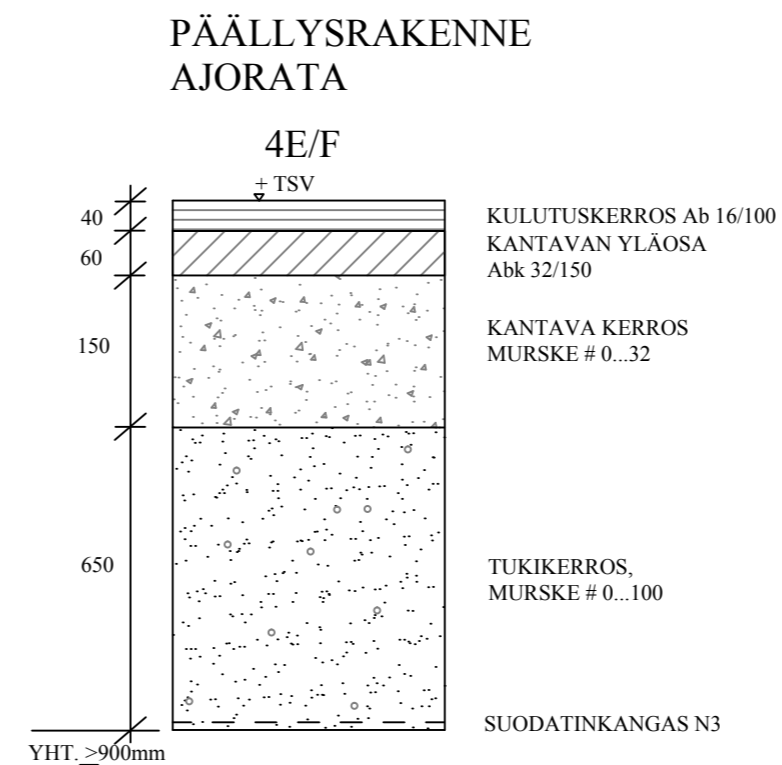 PÄÄLLYSRAKENNE
AJORATA
4E/F
+ TSV
40
KULUTUSKERROS Ab 16/100
60
KANTAVAN YLÄOSA
Abk 32/150
150
KANTAVA KERROS
MURSKE # 0...32
650
TUKIKERROS,
MURSKE # 0...100
SUODATINKANGAS N3
YHT. ≥900mm